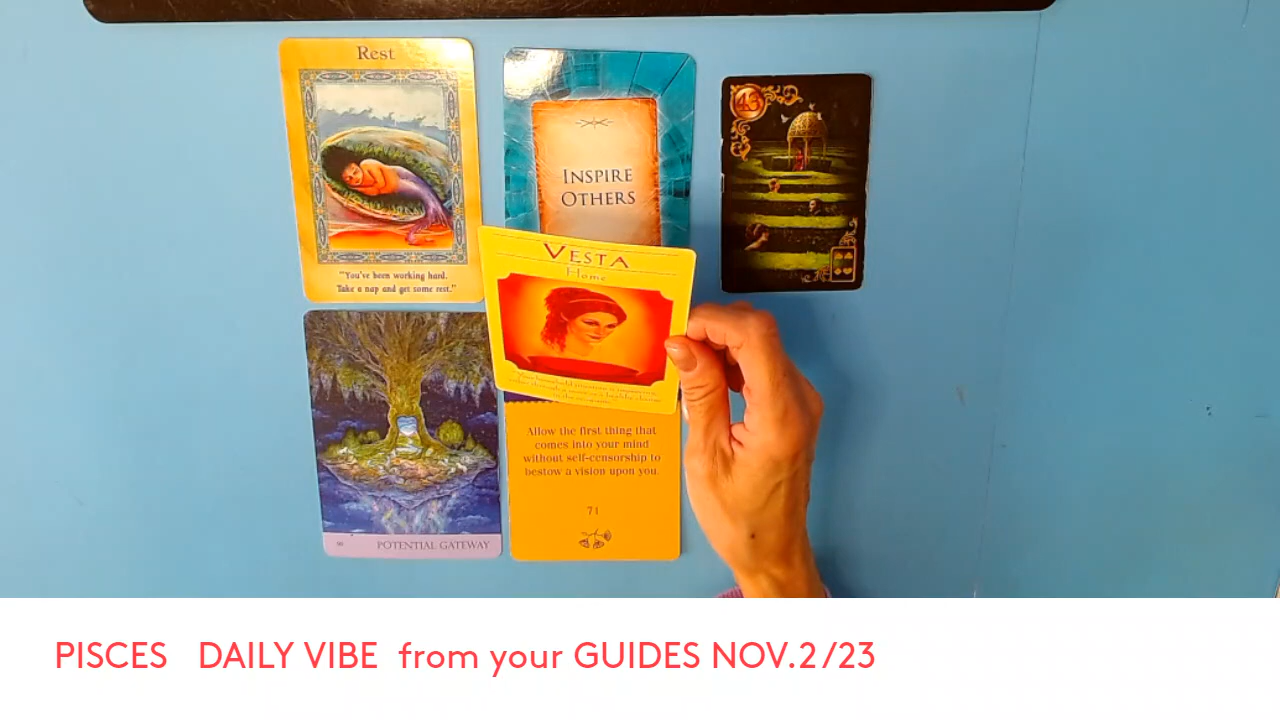 Rest
"You've been working hard.
Take a nap and get some rest."
INSPIRE
OTHERS
43
VESTA
Home
POTENTIAL GATEWAY
Allow the first thing that
comes into your mind
without self-censorship to
bestow a vision upon you.
71
PISCES DAILY VIBE from your GUIDES NOV.2/23